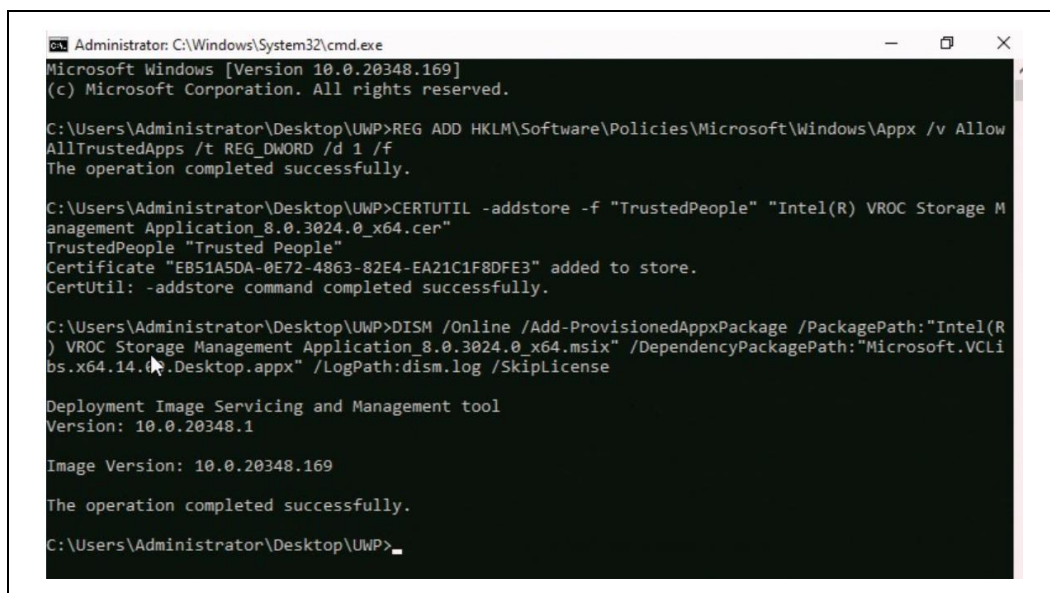 Administrator: C:\Windows\System32\cmd.exe
Microsoft Windows [Version 10.0.20348.169]
(c) Microsoft Corporation. All rights reserved.
C:\Users\Administrator\Desktop\UWP>REG ADD HKLM\Software\Policies\Microsoft\Windows\Appx /v Allow
AllTrustedApps /t REG_DWORD /d 1 /f
The operation completed successfully.
C:\Users\Administrator\Desktop\UWP>CERTUTIL -addstore -f "TrustedPeople" "Intel(R) VROC Storage M
anagement Application_8.0.3024.0_x64.cer"
TrustedPeople "Trusted People"
Certificate "EB51A5DA-0E72-4863-82E4-EA21C1F8DFE3" added to store.
CertUtil: -addstore command completed successfully.
C:\Users\Administrator\Desktop\UWP>DISM /Online /Add-ProvisionedAppxPackage /PackagePath:"Intel(R
) VROC Storage Management Application_8.0.3024.0_x64.msix" /DependencyPackagePath:"Microsoft.VCLi
bs.x64.14.00.Desktop.appx" /LogPath:dism.log /SkipLicense
Deployment Image Servicing and Management tool
Version: 10.0.20348.1
Image Version: 10.0.20348.169
The operation completed successfully.
C:\Users\Administrator\Desktop\UWP>